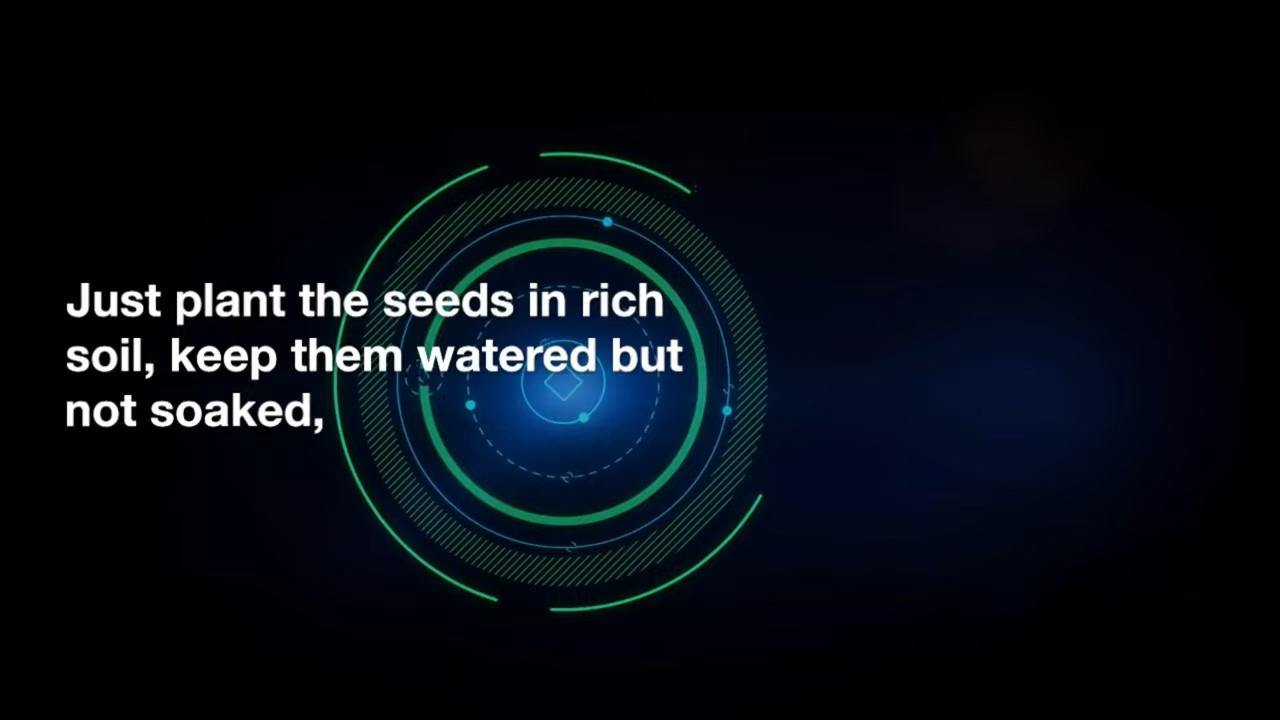 Just plant the seeds in rich
soil, keep them watered but
not soaked,